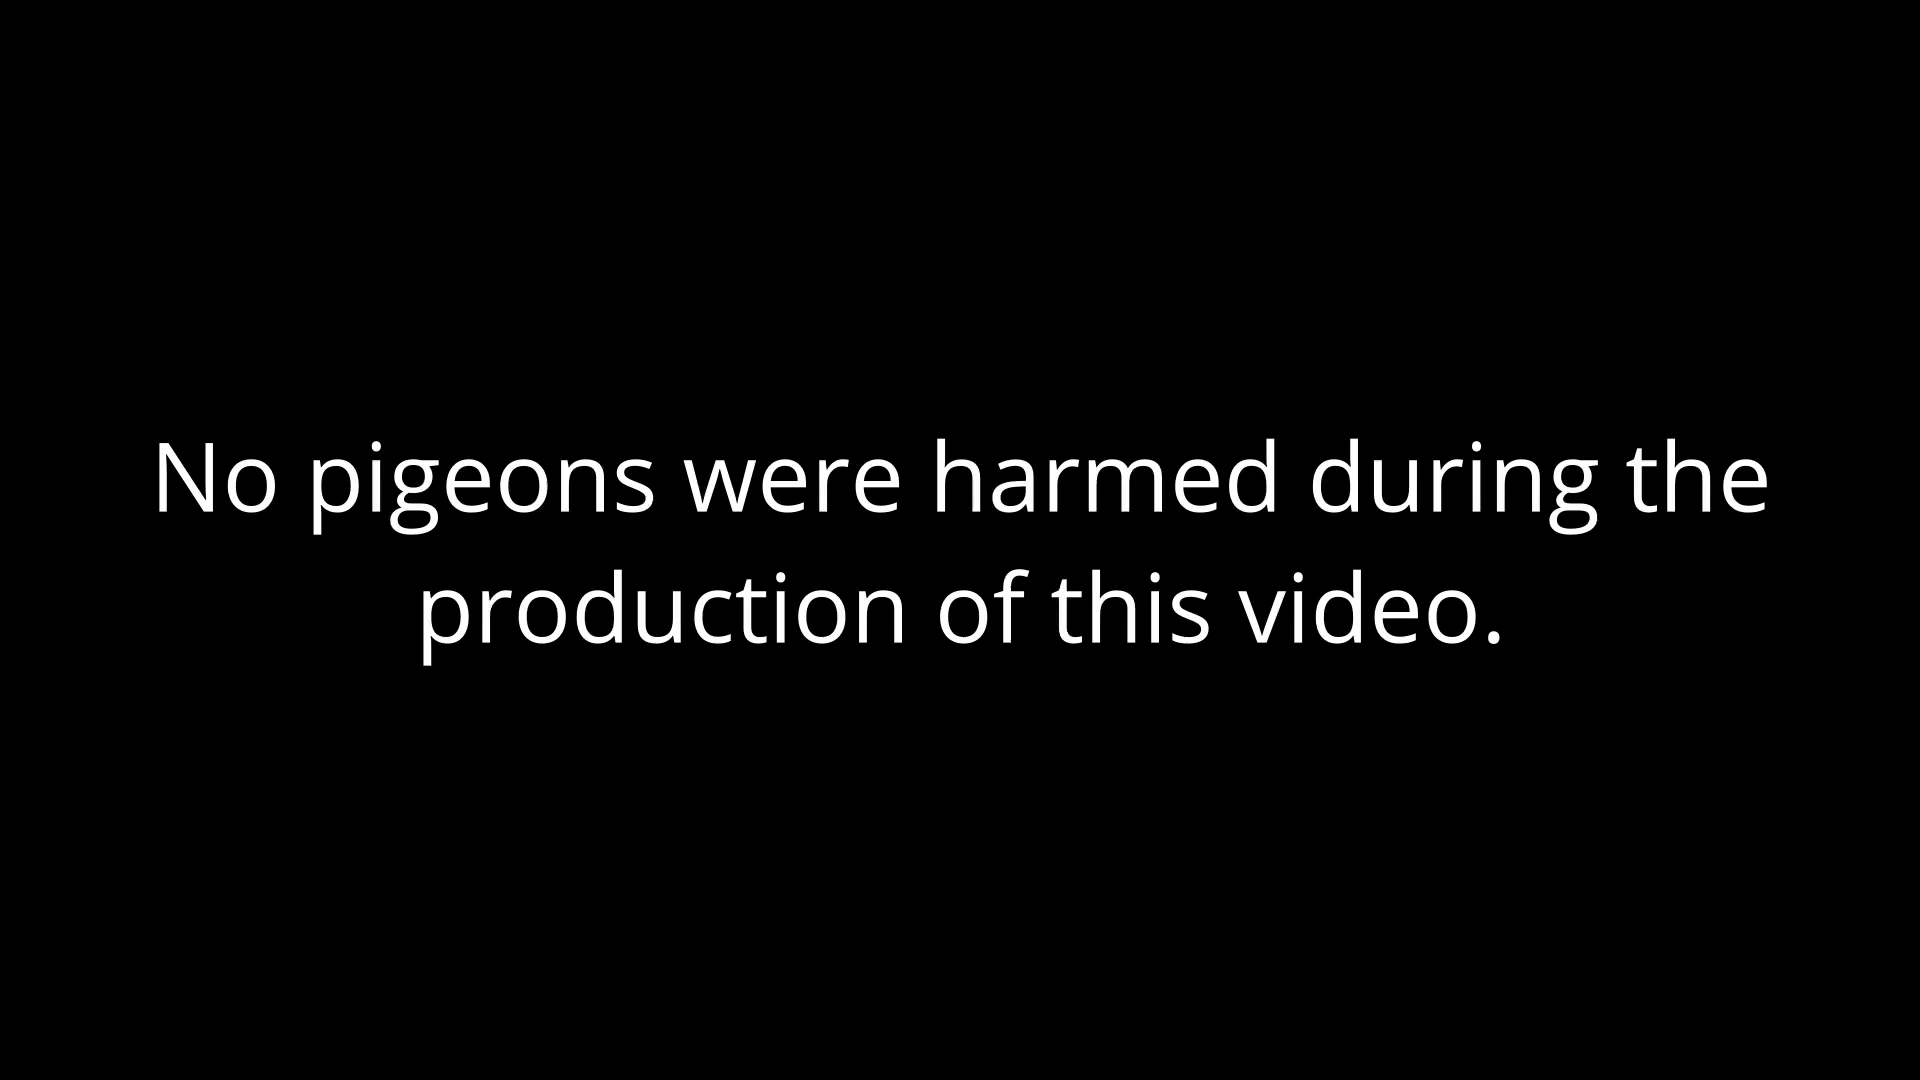 No pigeons were harmed during the
production of this video.